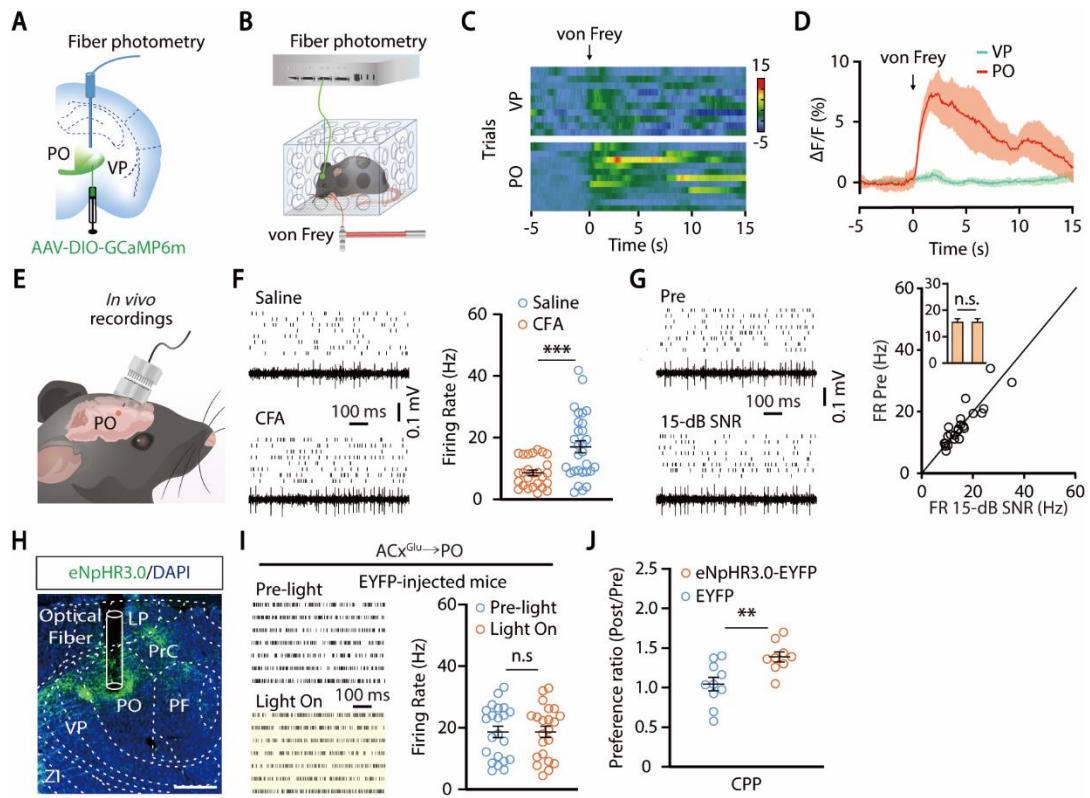 A
Fiber photometry
PO
VP
AAV-DIO-GCaMP6m
B
Fiber photometry
von Frey
C
von Frey
15
-5
Trials
VP
PO
-5 0 5 10 15
Time (s)
D
von Frey
VP
PO
ΔF/F (%)
10
5
0
-5 0 5 10 15
Time (s)
E
In vivo
recordings
PO
F
Saline
CFA
100 ms
0.1 mV
Firing Rate (Hz)
60
40
20
0
Saline
CFA
***
G
Pre
15-dB SNR
100 ms
0.1 mV
FR Pre (Hz)
60
40
20
0
30
20
10
0
n.s.
0 20 40 60
FR 15-dB SNR (Hz)
H
eNpHR3.0/DAPI
Optical
Fiber
LP
PrC
PO
PF
VP
ZI
I
ACxGlu→PO
EYFP-injected mice
Pre-light
Light On
100 ms
Firing Rate (Hz)
60
40
20
0
Pre-light
Light On
n.s
J
Preference ratio (Post/Pre)
2.5
2.0
1.5
1.0
0.5
0
eNpHR3.0-EYFP
EYFP
**
CPP